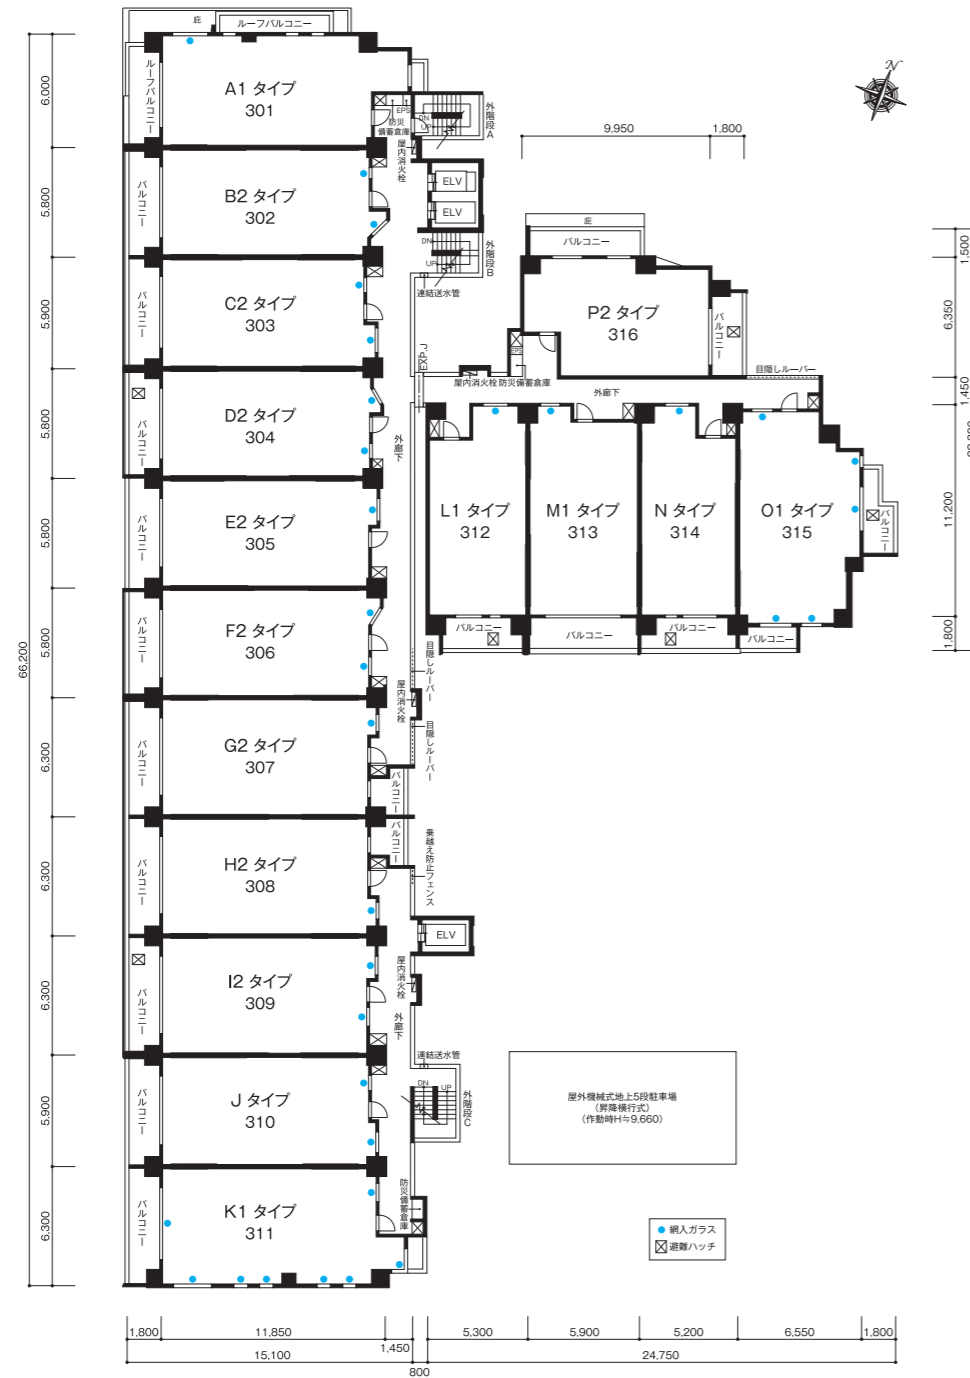 庇
ルーフバルコニー
ルーフバルコニー
A1 タイプ
301
EPS
防災
備蓄倉庫
DN
UP
外階段A
屋内消火栓
ELV
ELV
バルコニー
B2 タイプ
302
DN
UP
外階段B
連結送水管
バルコニー
C2 タイプ
303
EXP.J
バルコニー
D2 タイプ
304
外廊下
バルコニー
E2 タイプ
305
バルコニー
F2 タイプ
306
目隠しルーバー
屋内消火栓
目隠しルーバー
バルコニー
G2 タイプ
307
バルコニー
バルコニー
バルコニー
H2 タイプ
308
乗越え防止フェンス
ELV
バルコニー
I2 タイプ
309
屋内消火栓
外廊下
連結送水管
バルコニー
J タイプ
310
DN
UP
外階段C
バルコニー
K1 タイプ
311
防災備蓄倉庫
N
9,950
1,800
庇
バルコニー
P2 タイプ
316
バルコニー
EPS
屋内消火栓
防災備蓄倉庫
外廊下
目隠しルーバー
L1 タイプ
312
M1 タイプ
313
N タイプ
314
O1 タイプ
315
バルコニー
バルコニー
バルコニー
バルコニー
バルコニー
1,500
6,350
1,450
11,200
1,800
屋外機械式地上5段駐車場
(昇降横行式)
(作動時H≒9,660)
網入ガラス
避難ハッチ
6,000
5,800
5,900
5,800
5,800
5,800
6,300
6,300
6,300
5,900
6,300
66,200
1,800
11,850
1,450
15,100
800
5,300
5,900
5,200
6,550
1,800
24,750